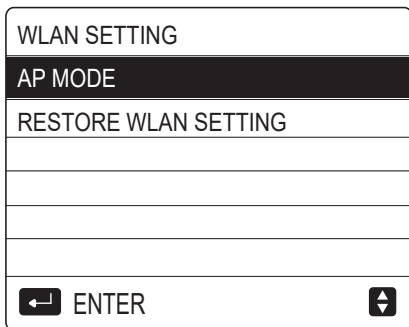 WLAN SETTING
AP MODE
RESTORE WLAN SETTING
ENTER